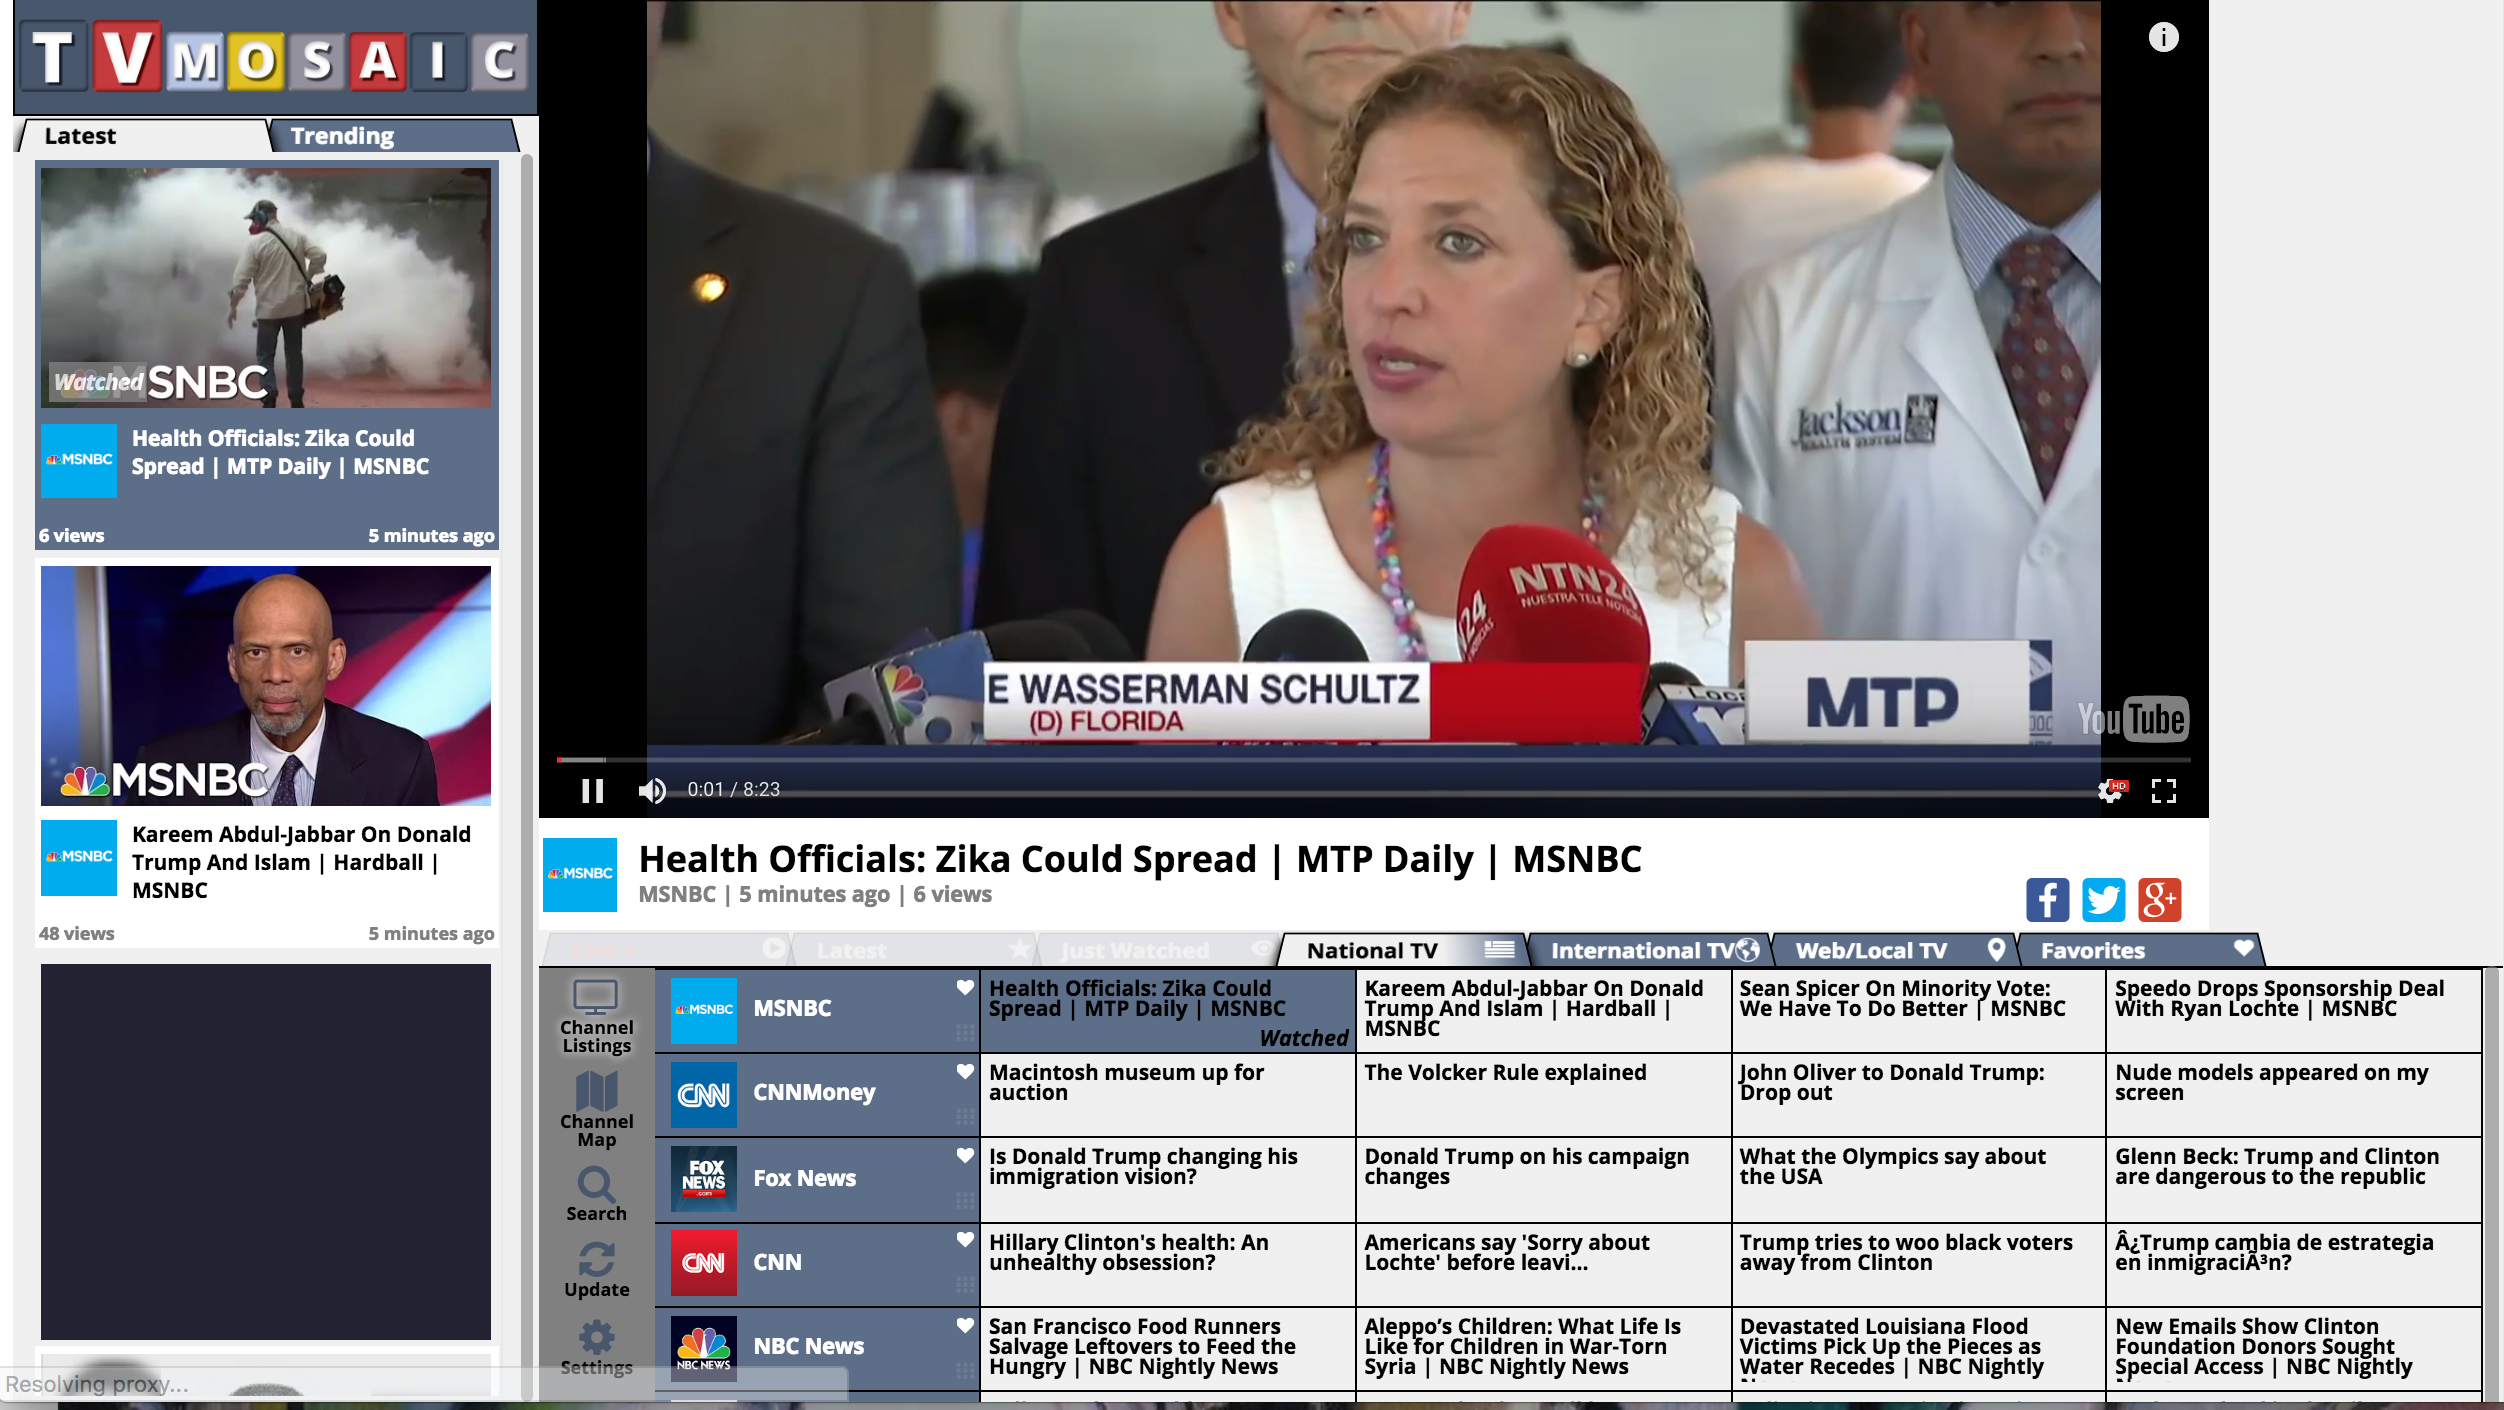 TVMOSAIC
Latest
Trending
Watched
MSNBC
MSNBC
Health Officials: Zika Could
Spread | MTP Daily | MSNBC
6 views
5 minutes ago
MSNBC
MSNBC
Kareem Abdul-Jabbar On Donald
Trump And Islam | Hardball |
MSNBC
48 views
5 minutes ago
i
Jackson
HEALTH SYSTEM
NTN24
NUESTRA TELE NOTICIAS
E WASSERMAN SCHULTZ
(D) FLORIDA
MTP
YouTube
0:01 / 8:23
HD
MSNBC
Health Officials: Zika Could Spread | MTP Daily | MSNBC
MSNBC | 5 minutes ago | 6 views
f
g+
Latest
Just Watched
National TV
International TV
Web/Local TV
Favorites
Channel
Listings
Channel
Map
Search
Update
Settings
MSNBC
MSNBC
Health Officials: Zika Could
Spread | MTP Daily | MSNBC
Watched
Kareem Abdul-Jabbar On Donald
Trump And Islam | Hardball |
MSNBC
Sean Spicer On Minority Vote:
We Have To Do Better | MSNBC
Speedo Drops Sponsorship Deal
With Ryan Lochte | MSNBC
CNN
CNNMoney
Macintosh museum up for
auction
The Volcker Rule explained
John Oliver to Donald Trump:
Drop out
Nude models appeared on my
screen
FOX
NEWS
.com
Fox News
Is Donald Trump changing his
immigration vision?
Donald Trump on his campaign
changes
What the Olympics say about
the USA
Glenn Beck: Trump and Clinton
are dangerous to the republic
CNN
CNN
Hillary Clinton's health: An
unhealthy obsession?
Americans say 'Sorry about
Lochte' before leavi...
Trump tries to woo black voters
away from Clinton
Â¿Trump cambia de estrategia
en inmigraciÃ³n?
NBC NEWS
NBC News
San Francisco Food Runners
Salvage Leftovers to Feed the
Hungry | NBC Nightly News
Aleppo's Children: What Life Is
Like for Children in War-Torn
Syria | NBC Nightly News
Devastated Louisiana Flood
Victims Pick Up the Pieces as
Water Recedes | NBC Nightly
New Emails Show Clinton
Foundation Donors Sought
Special Access | NBC Nightly
Resolving proxy...